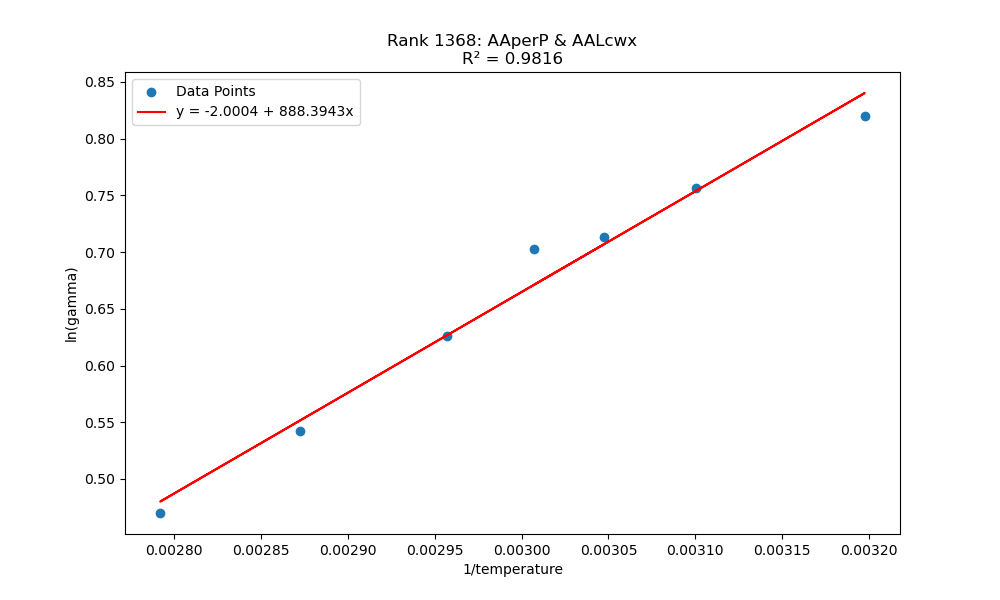 Rank 1368: AAperP & AALcwx
R² = 0.9816
Data Points
y = -2.0004 + 888.3943x
0.85
0.80
0.75
0.70
0.65
0.60
0.55
0.50
ln(gamma)
0.00280 0.00285 0.00290 0.00295 0.00300 0.00305 0.00310 0.00315 0.00320
1/temperature